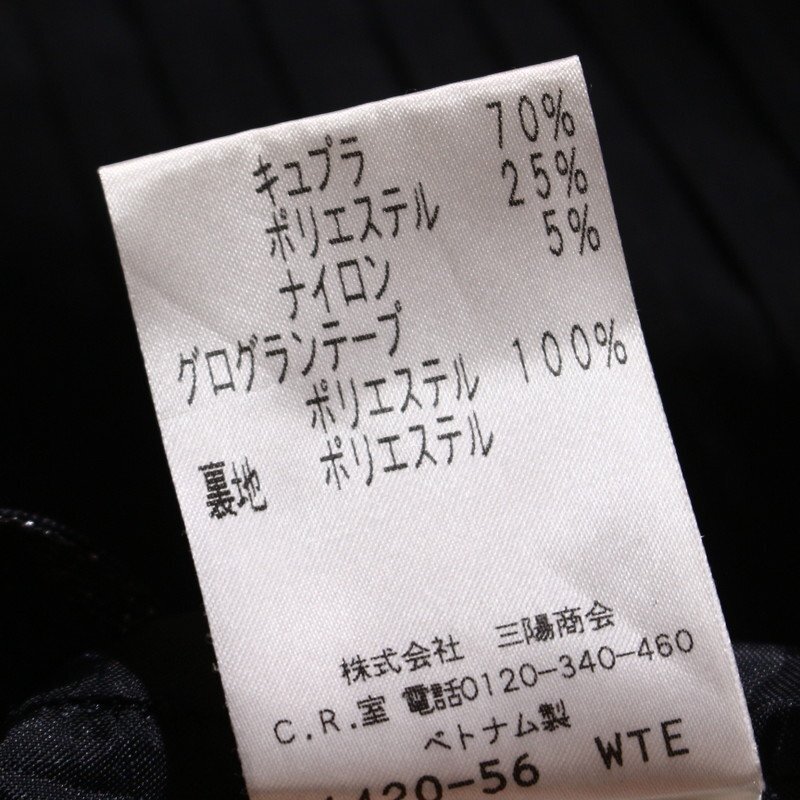 キュプラ 70%
ポリエステル 25%
ナイロン 5%
グログランテープ
ポリエステル 100%
裏地 ポリエステル
株式会社 三陽商会
C.R.室 電話0120-340-460
ベトナム製
420-56 WTE